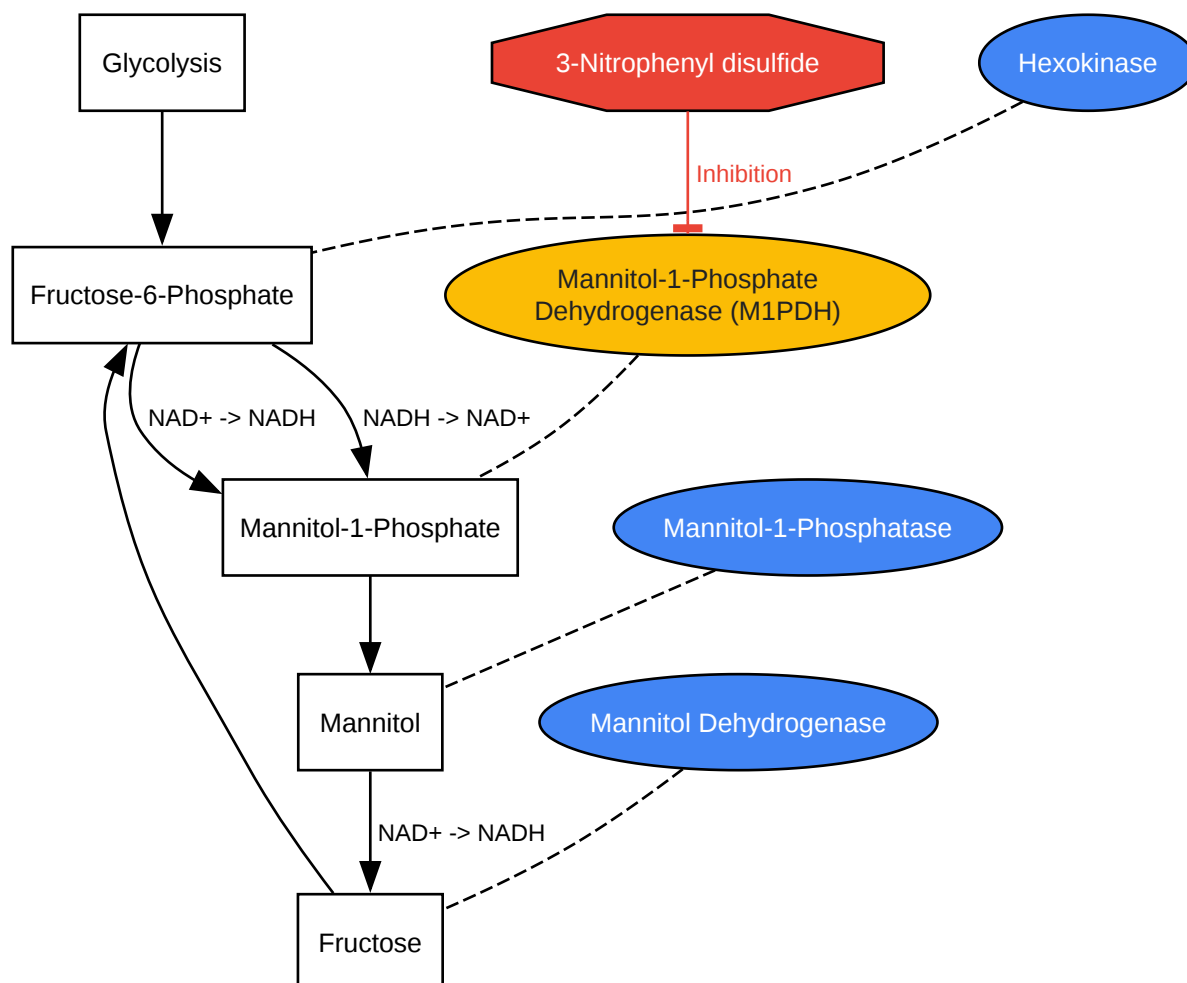 Glycolysis
3-Nitrophenyl disulfide
Hexokinase
Inhibition
Fructose-6-Phosphate
Mannitol-1-Phosphate
Dehydrogenase (M1PDH)
NAD+ -> NADH
NADH -> NAD+
Mannitol-1-Phosphate
Mannitol-1-Phosphatase
Mannitol
Mannitol Dehydrogenase
NAD+ -> NADH
Fructose